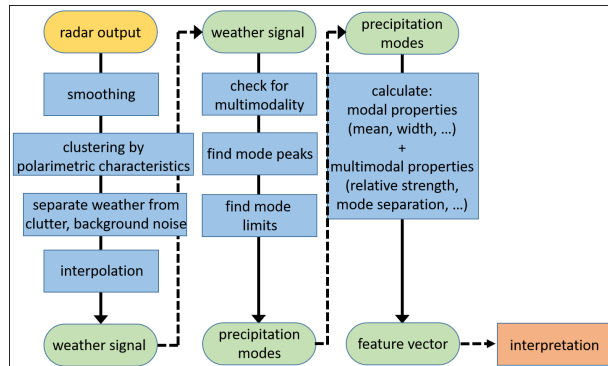 radar output
smoothing
clustering by
polarimetric characteristics
separate weather from
clutter, background noise
interpolation
weather signal
weather signal
check for
multimodality
find mode peaks
find mode
limits
precipitation
modes
precipitation
modes
calculate:
modal properties
(mean, width, ...)
+
multimodal properties
(relative strength,
mode separation, ...)
feature vector
interpretation